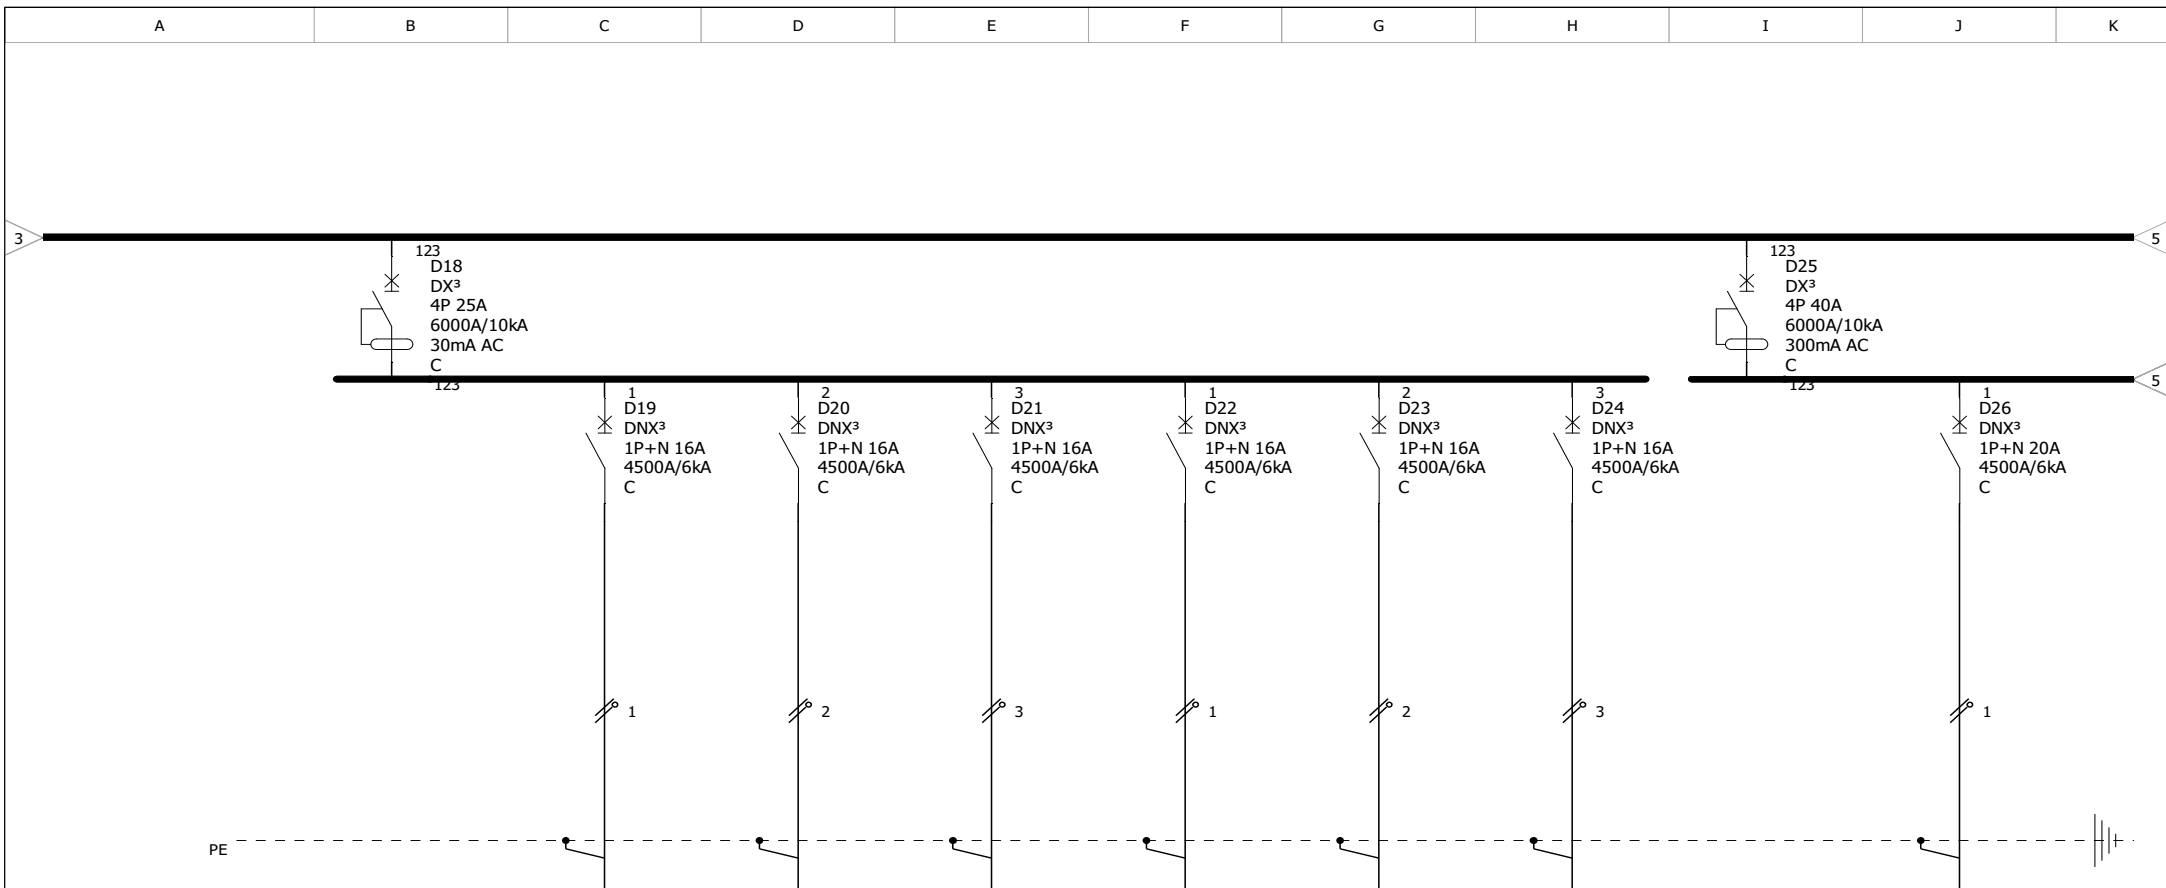 A B C D E F G H I J K
3
5
123
D18
DX³
4P 25A
6000A/10kA
30mA AC
C
123
123
D25
DX³
4P 40A
6000A/10kA
300mA AC
C
123
5
1
D19
DNX³
1P+N 16A
4500A/6kA
C
2
D20
DNX³
1P+N 16A
4500A/6kA
C
3
D21
DNX³
1P+N 16A
4500A/6kA
C
1
D22
DNX³
1P+N 16A
4500A/6kA
C
2
D23
DNX³
1P+N 16A
4500A/6kA
C
3
D24
DNX³
1P+N 16A
4500A/6kA
C
1
D26
DNX³
1P+N 20A
4500A/6kA
C
1 2 3 1 2 3 1
PE